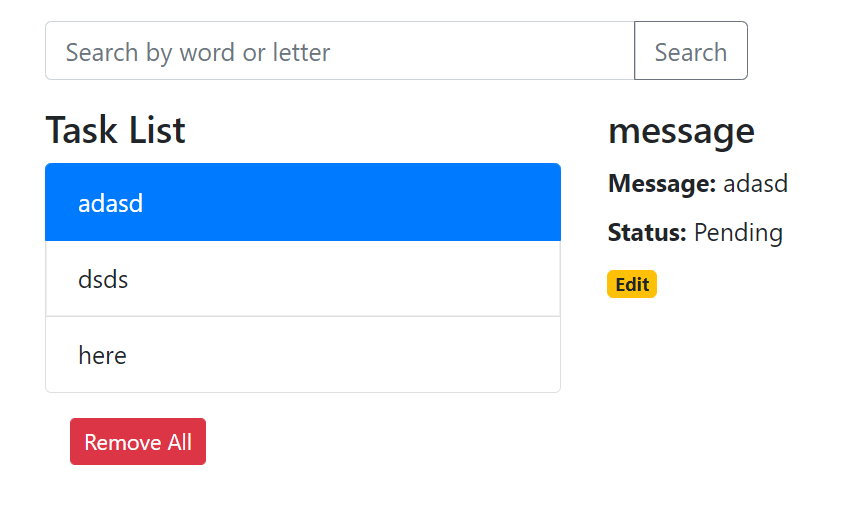 Search by word or letter
Search
Task List
adasd
dsds
here
Remove All
message
Message: adasd
Status: Pending
Edit